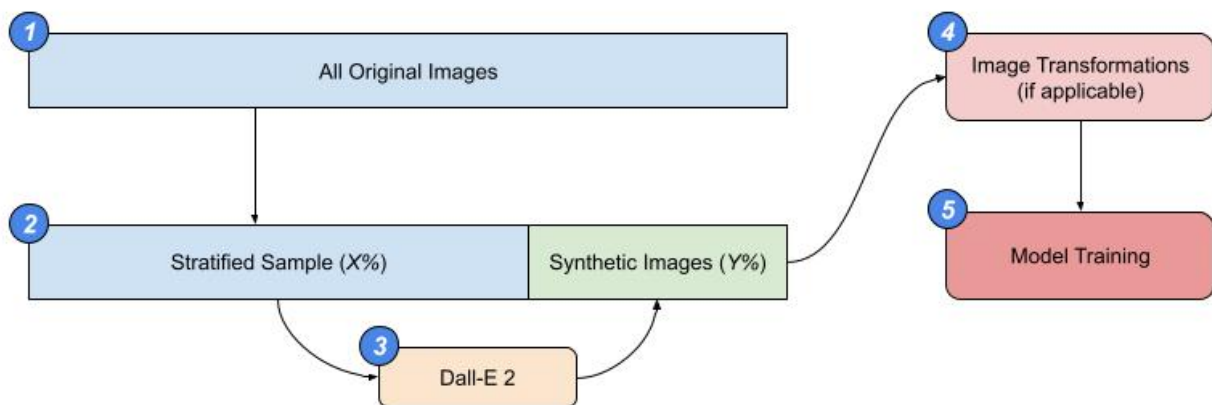 1
All Original Images
2
Stratified Sample (X%)
Synthetic Images (Y%)
3
Dall-E 2
4
Image Transformations
(if applicable)
5
Model Training